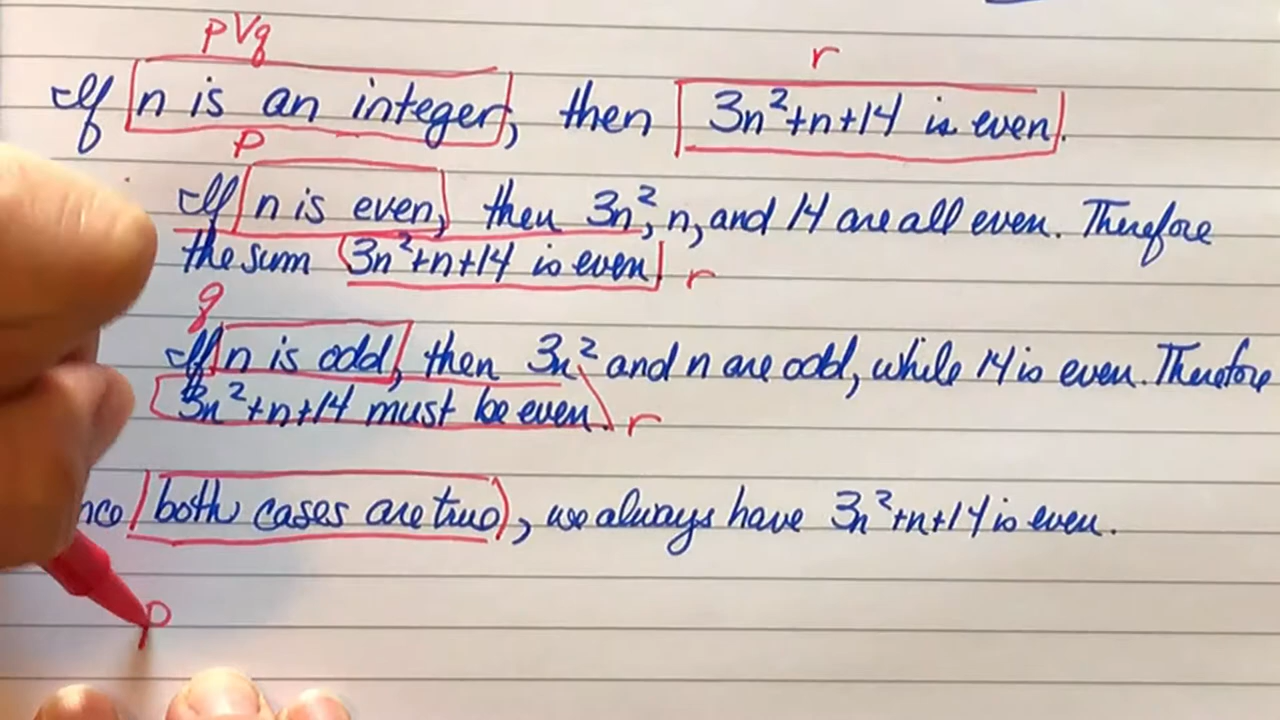 p∨q
r
If n is an integer, then 3n²+n+14 is even.
p
If n is even, then 3n², n, and 14 are all even. Therefore
the sum 3n²+n+14 is even r
q
If n is odd, then 3n² and n are odd, while 14 is even. Therefore
3n²+n+14 must be even. r
both cases are true, we always have 3n²+n+14 is even.
p